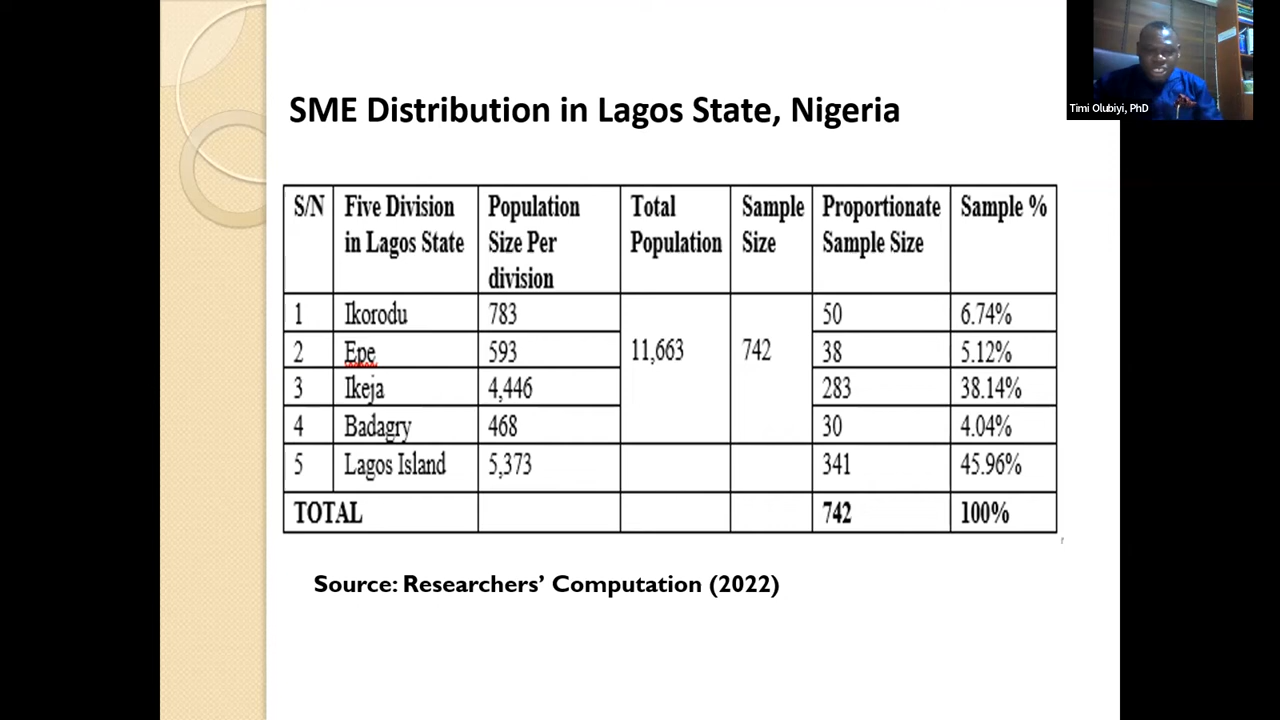 SME Distribution in Lagos State, Nigeria
Timi Olubiyi, PhD
S/N Five Division in Lagos State Population Size Per division Total Population Sample Size Proportionate Sample Size Sample %
1 Ikorodu 783 50 6.74%
2 Epe 593 11,663 742 38 5.12%
3 Ikeja 4,446 283 38.14%
4 Badagry 468 30 4.04%
5 Lagos Island 5,373 341 45.96%
TOTAL 742 100%
Source: Researchers’ Computation (2022)